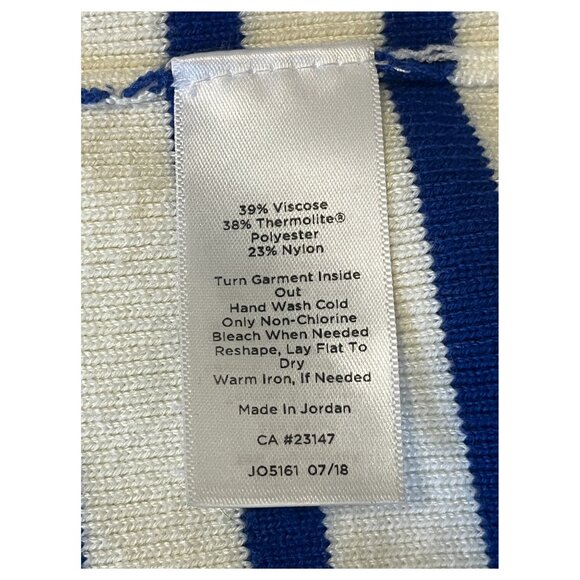 39% Viscose
38% Thermolite®
Polyester
23% Nylon
Turn Garment Inside
Out
Hand Wash Cold
Only Non-Chlorine
Bleach When Needed
Reshape, Lay Flat To
Dry
Warm Iron, If Needed
Made In Jordan
CA #23147
JO5161 07/18